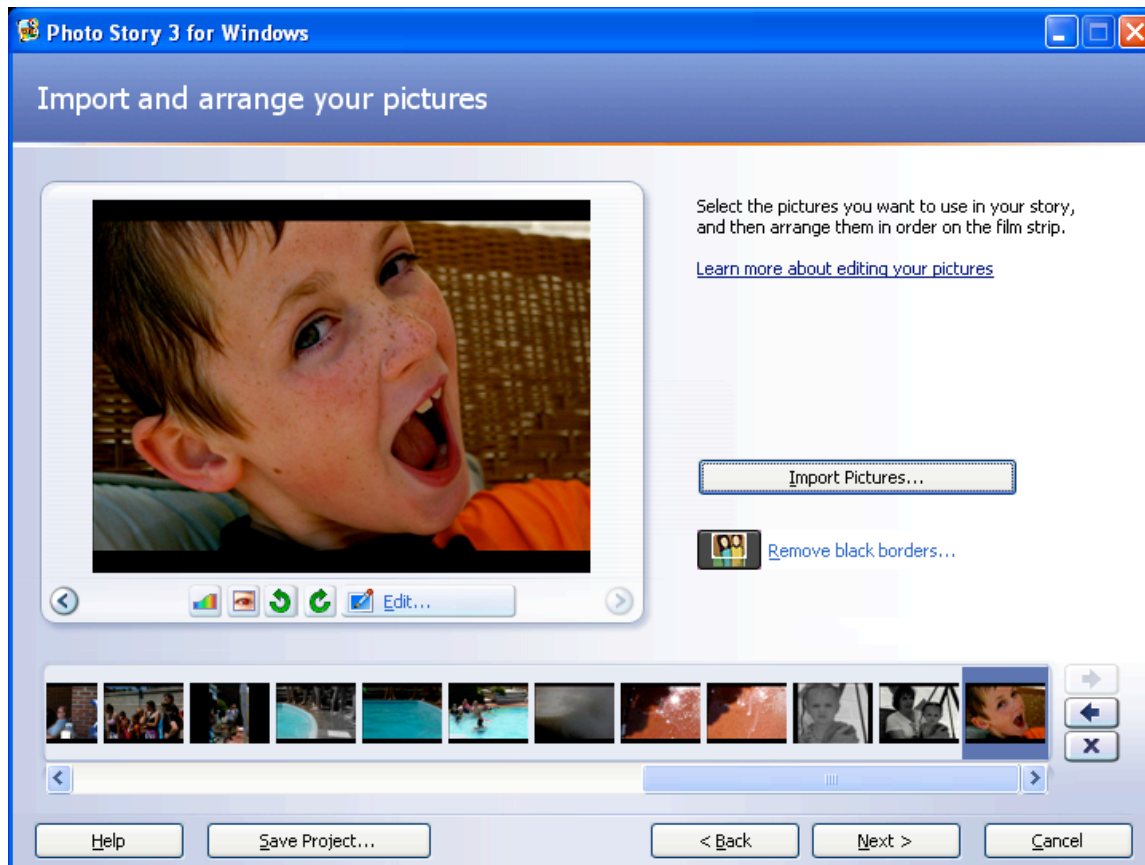 Photo Story 3 for Windows
Import and arrange your pictures
Select the pictures you want to use in your story,
and then arrange them in order on the film strip.
Learn more about editing your pictures
Import Pictures...
Remove black borders...
Edit...
Help
Save Project...
< Back
Next >
Cancel